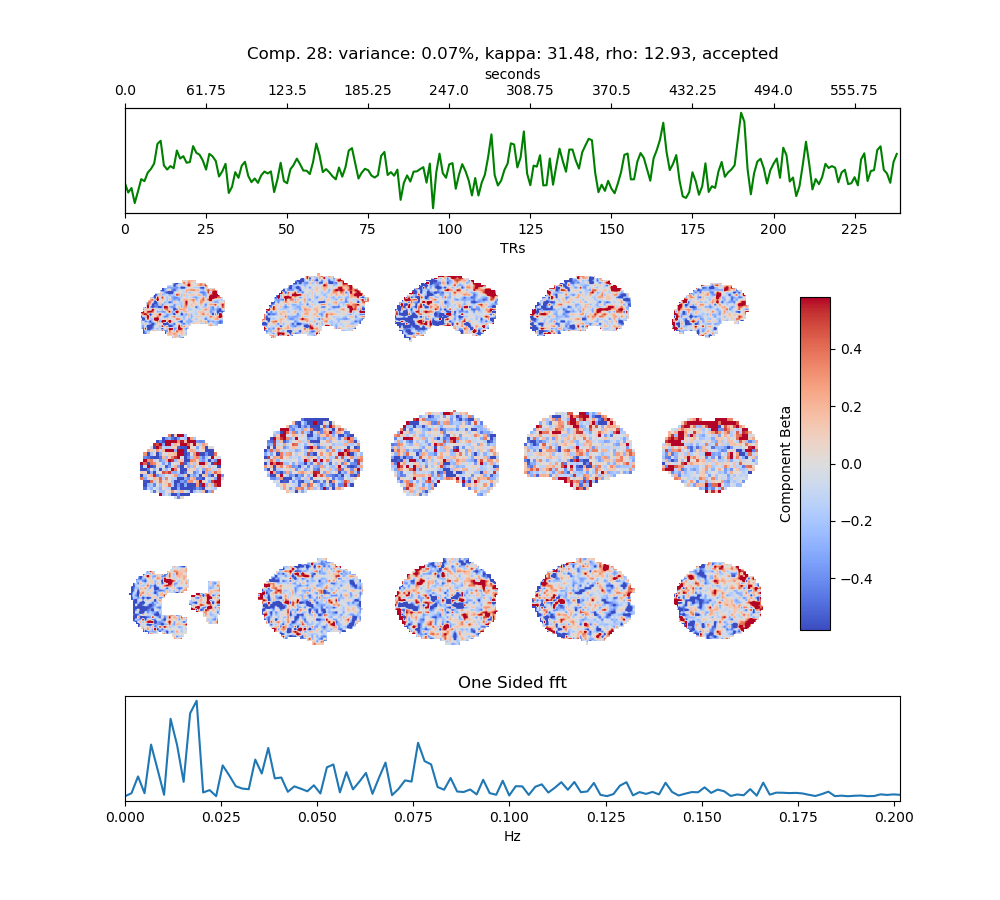 Comp. 28: variance: 0.07%, kappa: 31.48, rho: 12.93, accepted
seconds
0.0 61.75 123.5 185.25 247.0 308.75 370.5 432.25 494.0 555.75
0 25 50 75 100 125 150 175 200 225
TRs
0.4
0.2
0.0
−0.2
−0.4
Component Beta
One Sided fft
0.000 0.025 0.050 0.075 0.100 0.125 0.150 0.175 0.200
Hz